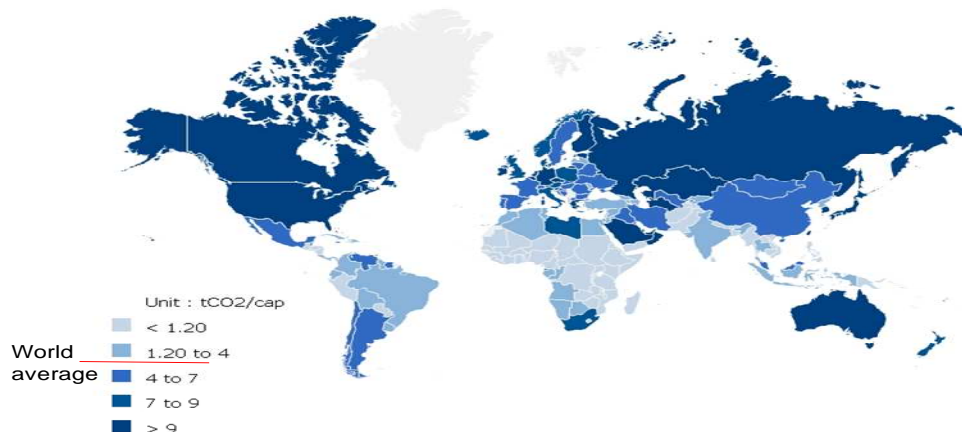 Unit : tCO2/cap
< 1.20
1.20 to 4
World
average
4 to 7
7 to 9
> 9